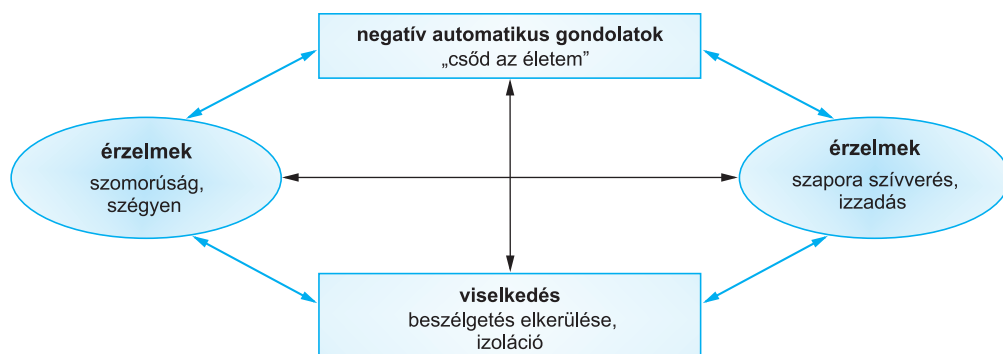 negatív automatikus gondolatok
„csőd az életem”
érzelmek
szomorúság,
szégyen
érzelmek
szapora szívverés,
izzadás
viselkedés
beszélgetés elkerülése,
izoláció